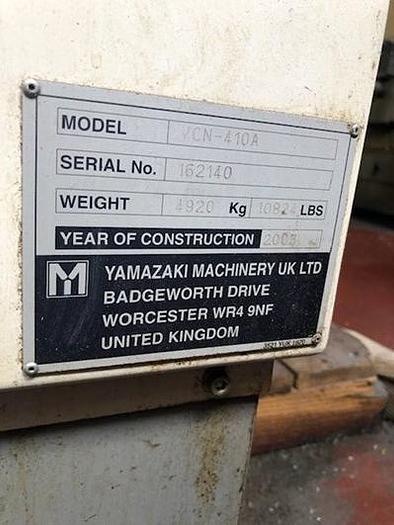 MODEL VCN-410A
SERIAL No. 162140
WEIGHT 4920 Kg 10824 LBS
YEAR OF CONSTRUCTION 2003
YAMAZAKI MACHINERY UK LTD
BADGEWORTH DRIVE
WORCESTER WR4 9NF
UNITED KINGDOM